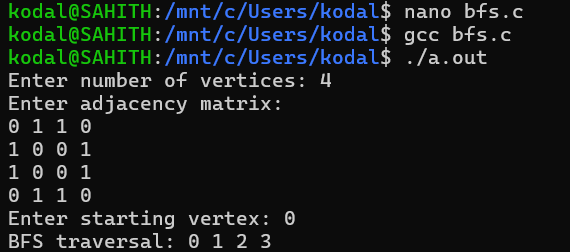 kodal@SAHITH:/mnt/c/Users/kodal$ nano bfs.c
kodal@SAHITH:/mnt/c/Users/kodal$ gcc bfs.c
kodal@SAHITH:/mnt/c/Users/kodal$ ./a.out
Enter number of vertices: 4
Enter adjacency matrix:
0 1 1 0
1 0 0 1
1 0 0 1
0 1 1 0
Enter starting vertex: 0
BFS traversal: 0 1 2 3